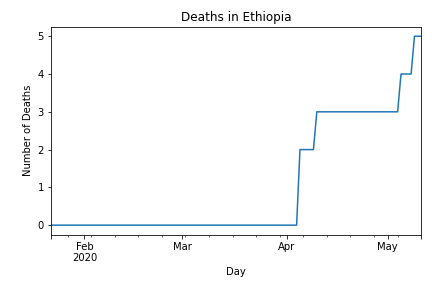 Deaths in Ethiopia
5
4
3
2
1
0
Number of Deaths
Feb
2020
Mar
Apr
May
Day